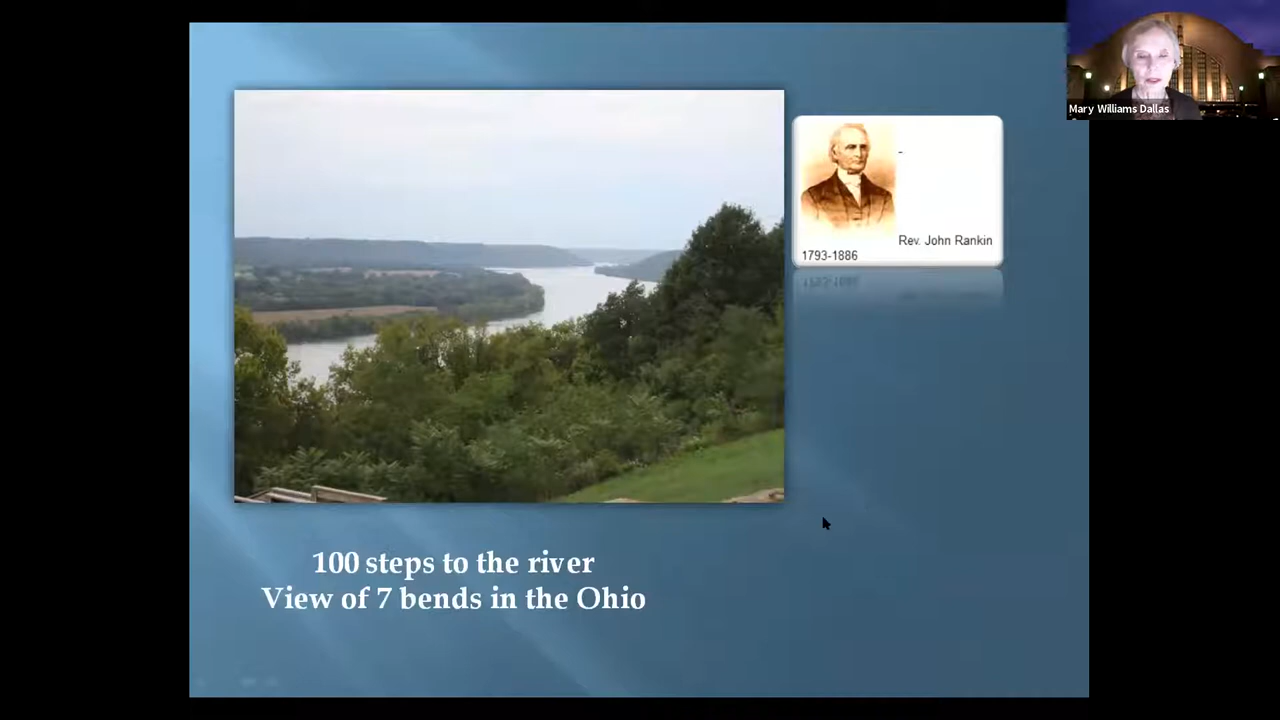 Mary Williams Dallas
-
Rev. John Rankin
1793-1886
100 steps to the river
View of 7 bends in the Ohio